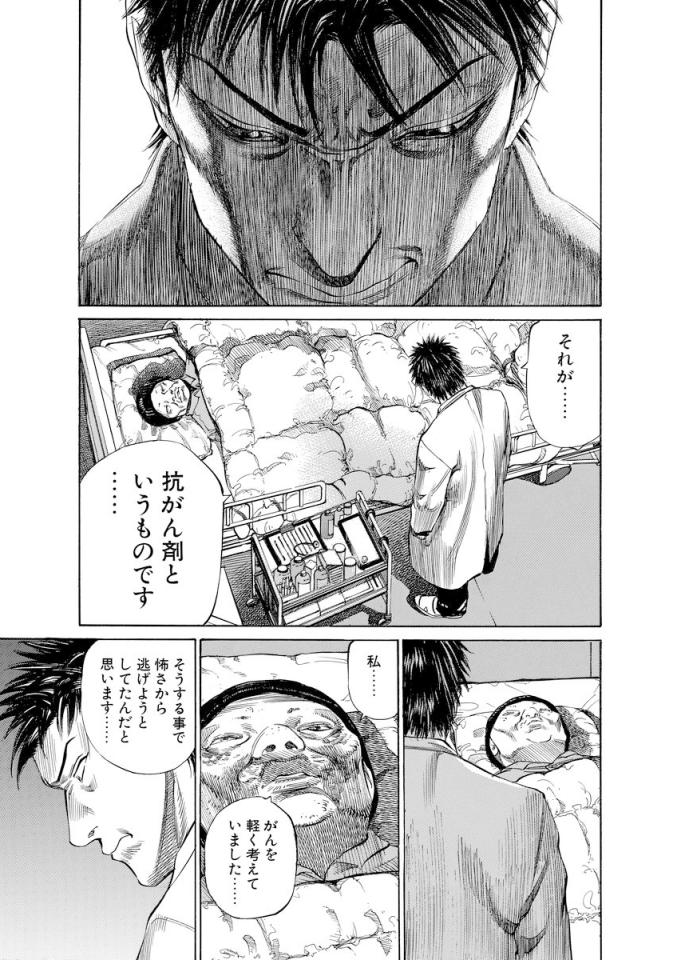 それが……
抗がん剤と
いうものです
……
私……
がんを
軽く考えて
いました……
そうする事で
怖さから
逃げようと
してたんだと
思います……